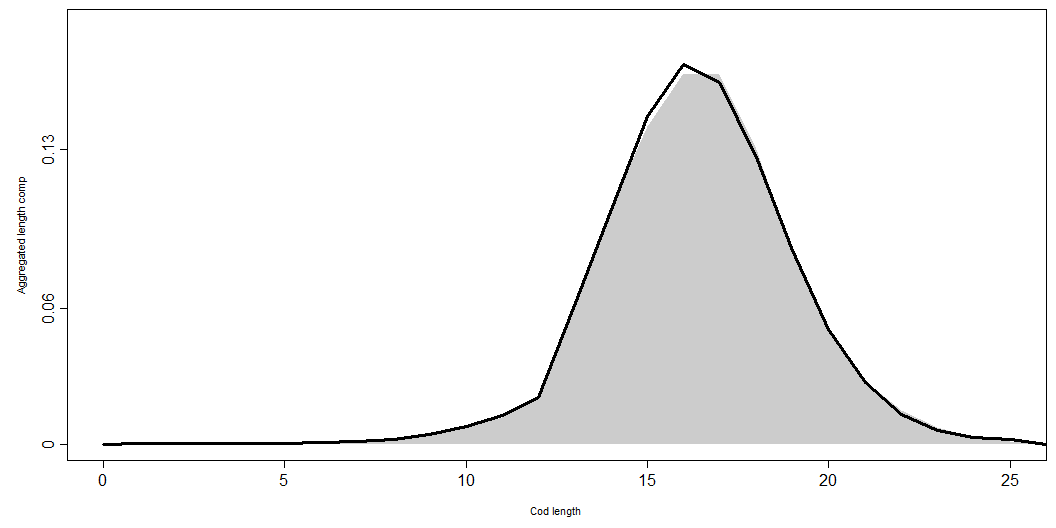 Aggregated length comp
0.13
0.06
0
0 5 10 15 20 25
Cod length